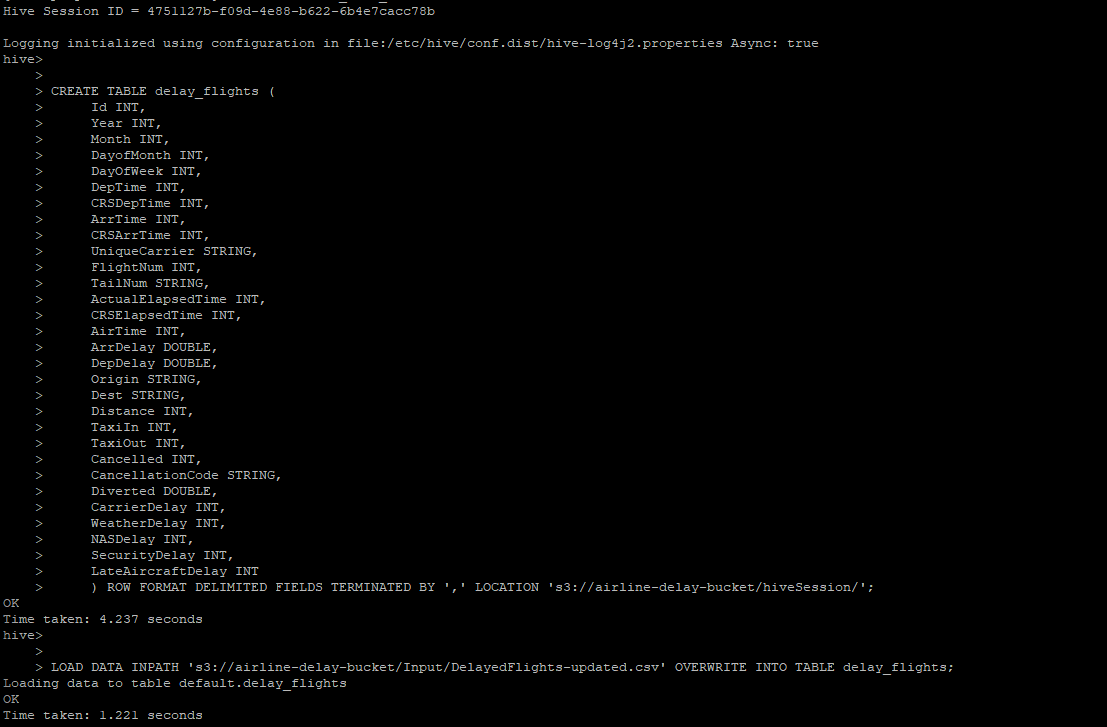 Hive Session ID = 4751127b-f09d-4e88-b622-6b4e7cacc78b
Logging initialized using configuration in file:/etc/hive/conf.dist/hive-log4j2.properties Async: true
hive>
    >
    > CREATE TABLE delay_flights (
    >      Id INT,
    >      Year INT,
    >      Month INT,
    >      DayofMonth INT,
    >      DayOfWeek INT,
    >      DepTime INT,
    >      CRSDepTime INT,
    >      ArrTime INT,
    >      CRSArrTime INT,
    >      UniqueCarrier STRING,
    >      FlightNum INT,
    >      TailNum STRING,
    >      ActualElapsedTime INT,
    >      CRSElapsedTime INT,
    >      AirTime INT,
    >      ArrDelay DOUBLE,
    >      DepDelay DOUBLE,
    >      Origin STRING,
    >      Dest STRING,
    >      Distance INT,
    >      TaxiIn INT,
    >      TaxiOut INT,
    >      Cancelled INT,
    >      CancellationCode STRING,
    >      Diverted DOUBLE,
    >      CarrierDelay INT,
    >      WeatherDelay INT,
    >      NASDelay INT,
    >      SecurityDelay INT,
    >      LateAircraftDelay INT
    >      ) ROW FORMAT DELIMITED FIELDS TERMINATED BY ',' LOCATION 's3://airline-delay-bucket/hiveSession/';
OK
Time taken: 4.237 seconds
hive>
    >
    > LOAD DATA INPATH 's3://airline-delay-bucket/Input/DelayedFlights-updated.csv' OVERWRITE INTO TABLE delay_flights;
Loading data to table default.delay_flights
OK
Time taken: 1.221 seconds